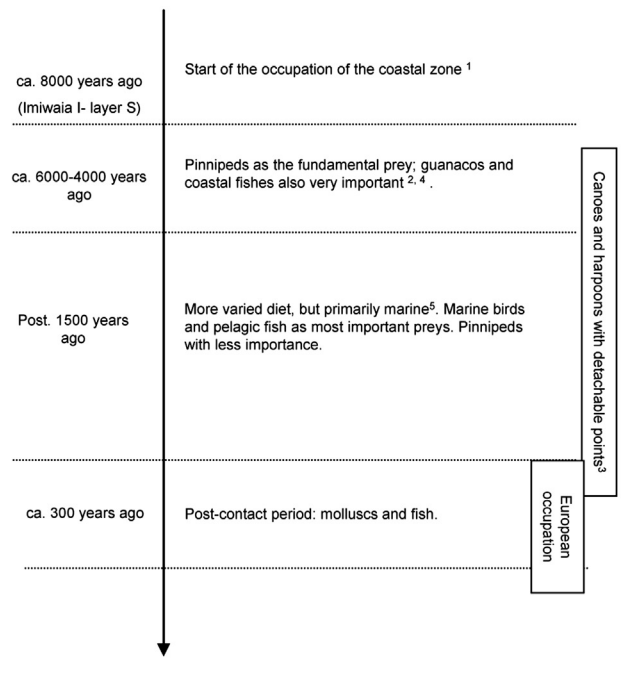 ca. 8000 years ago
(Imiwaia I- layer S)
Start of the occupation of the coastal zone ¹
ca. 6000-4000 years
ago
Pinnipeds as the fundamental prey; guanacos and
coastal fishes also very important ²,⁴ .
Post. 1500 years
ago
More varied diet, but primarily marine⁵. Marine birds
and pelagic fish as most important preys. Pinnipeds
with less importance.
ca. 300 years ago
Post-contact period: molluscs and fish.
Canoes and harpoons with detachable points³
European
occupation